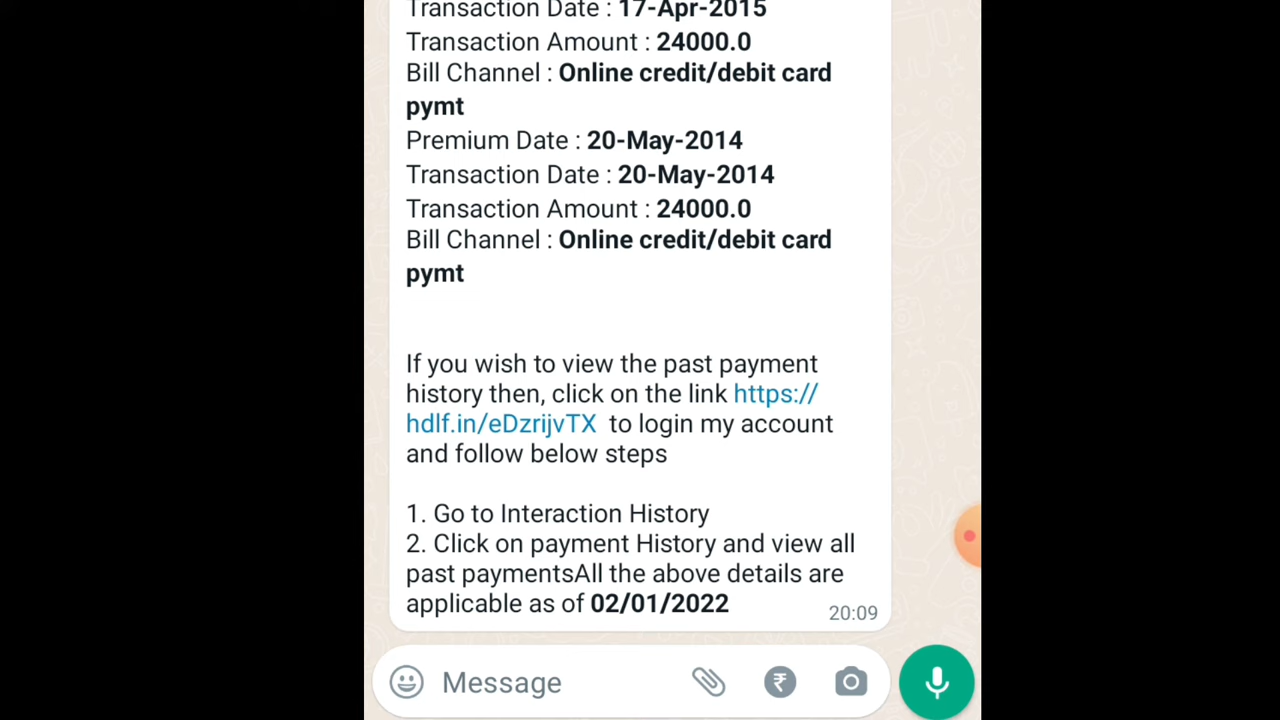 Transaction Date : 17-Apr-2015
Transaction Amount : 24000.0
Bill Channel : Online credit/debit card
pymt
Premium Date : 20-May-2014
Transaction Date : 20-May-2014
Transaction Amount : 24000.0
Bill Channel : Online credit/debit card
pymt
If you wish to view the past payment
history then, click on the link https://
hdlf.in/eDzrijvTX to login my account
and follow below steps
1. Go to Interaction History
2. Click on payment History and view all
past paymentsAll the above details are
applicable as of 02/01/2022
20:09
Message